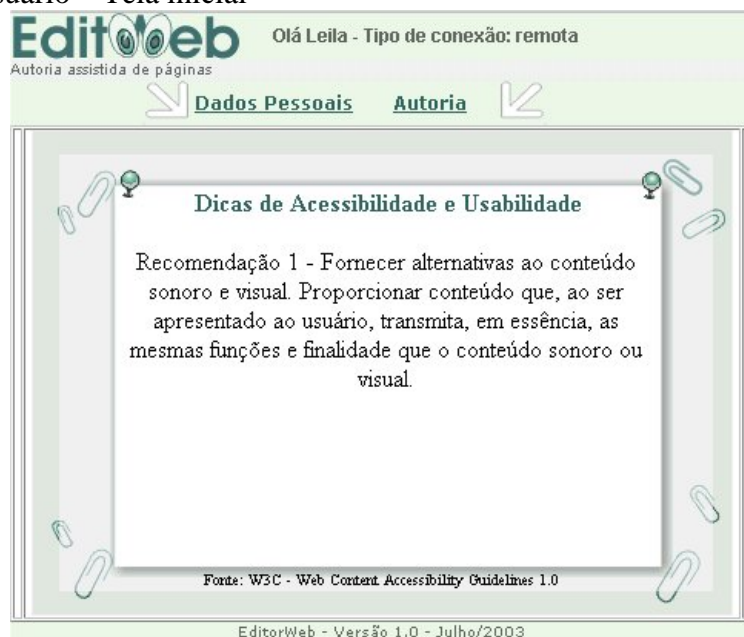 Tela inicial
EditWeb
Olá Leila - Tipo de conexão: remota
Autoria assistida de páginas
Dados Pessoais Autoria
Dicas de Acessibilidade e Usabilidade
Recomendação 1 - Fornecer alternativas ao conteúdo
sonoro e visual. Proporcionar conteúdo que, ao ser
apresentado ao usuário, transmita, em essência, as
mesmas funções e finalidade que o conteúdo sonoro ou
visual.
Fonte: W3C - Web Content Accessibility Guidelines 1.0
EditorWeb - Versão 1.0 - Julho/2003